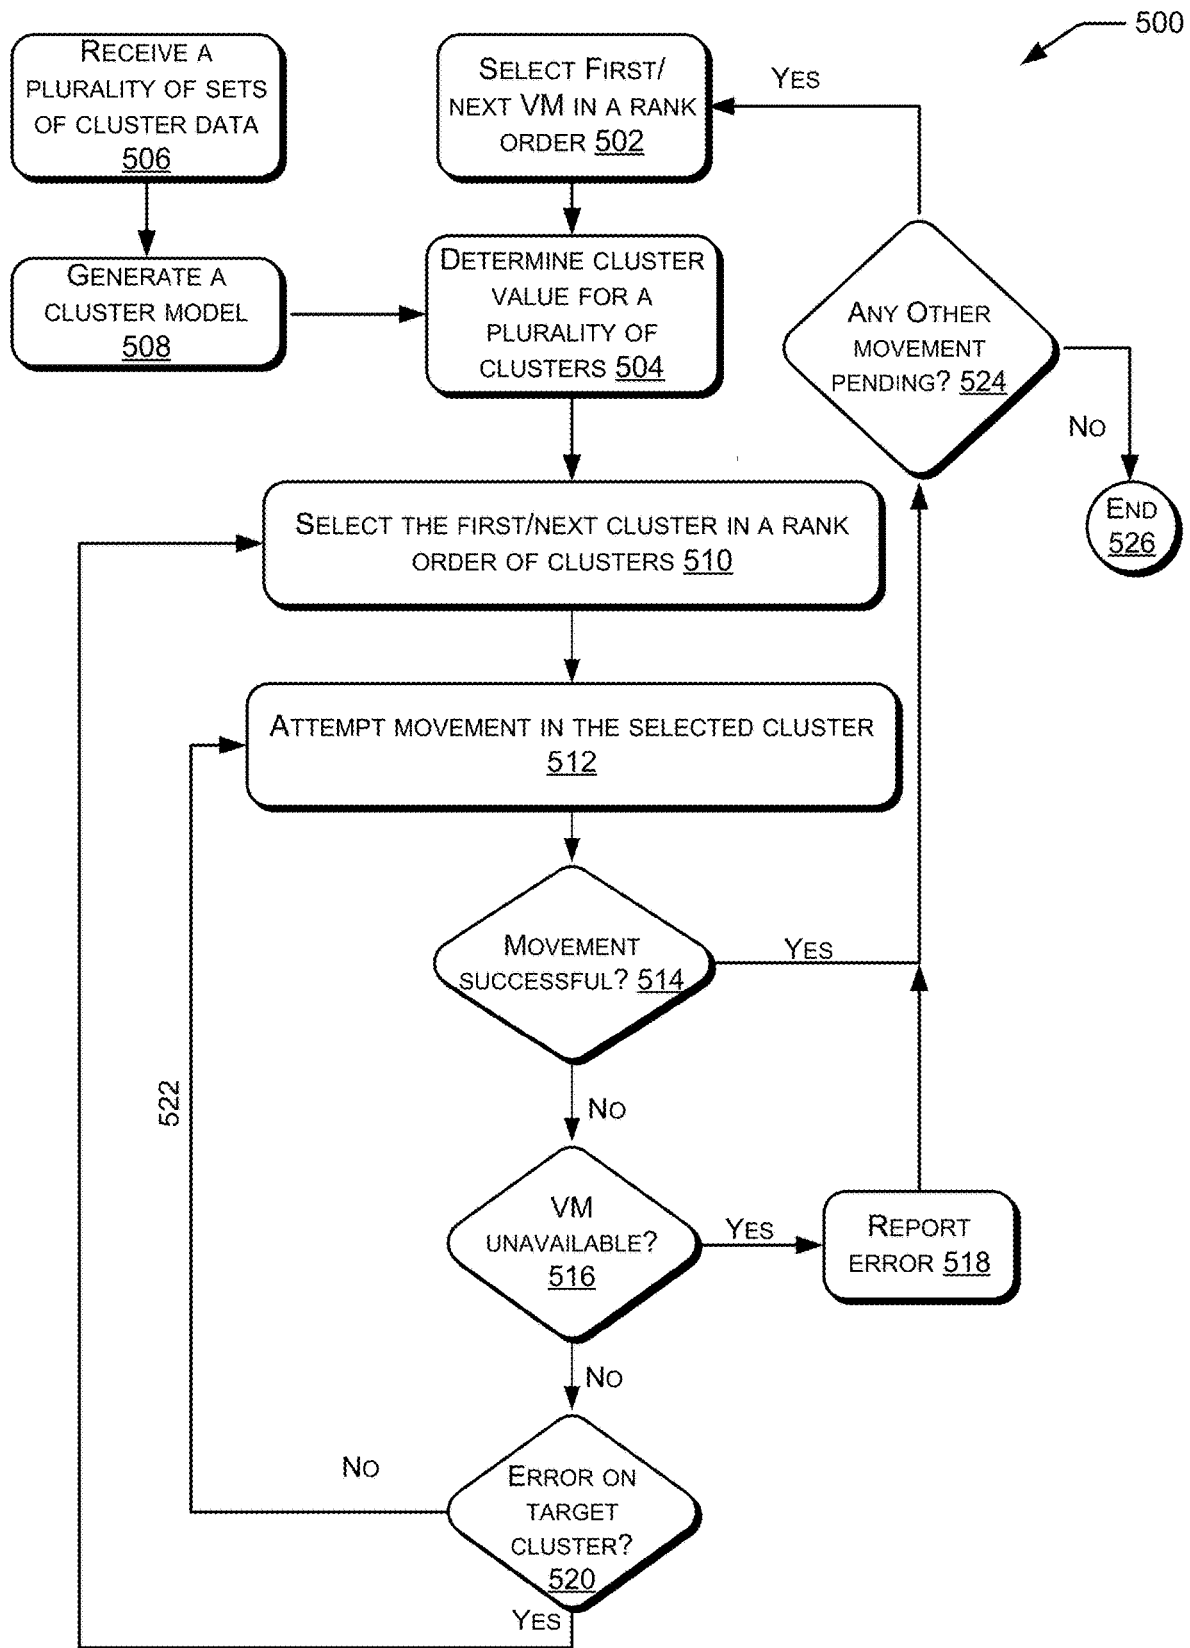 500
RECEIVE A
PLURALITY OF SETS
OF CLUSTER DATA
506
SELECT FIRST/
NEXT VM IN A RANK
ORDER 502
YES
GENERATE A
CLUSTER MODEL
508
DETERMINE CLUSTER
VALUE FOR A
PLURALITY OF
CLUSTERS 504
ANY OTHER
MOVEMENT
PENDING? 524
NO
END
526
SELECT THE FIRST/NEXT CLUSTER IN A RANK
ORDER OF CLUSTERS 510
ATTEMPT MOVEMENT IN THE SELECTED CLUSTER
512
MOVEMENT
SUCCESSFUL? 514
YES
NO
522
VM
UNAVAILABLE?
516
YES
REPORT
ERROR 518
NO
ERROR ON
TARGET
CLUSTER?
520
NO
YES